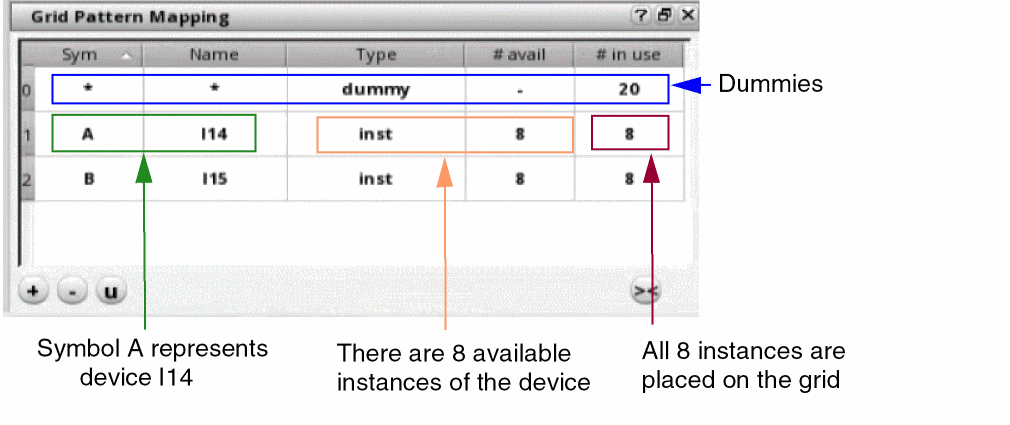 Grid Pattern Mapping ? ✕
Sym Name Type # avail # in use
0 * * dummy - 20
Dummies
1 A I14 inst 8 8
2 B I15 inst 8 8
+ - u ><
Symbol A represents
device I14
There are 8 available
instances of the device
All 8 instances are
placed on the grid